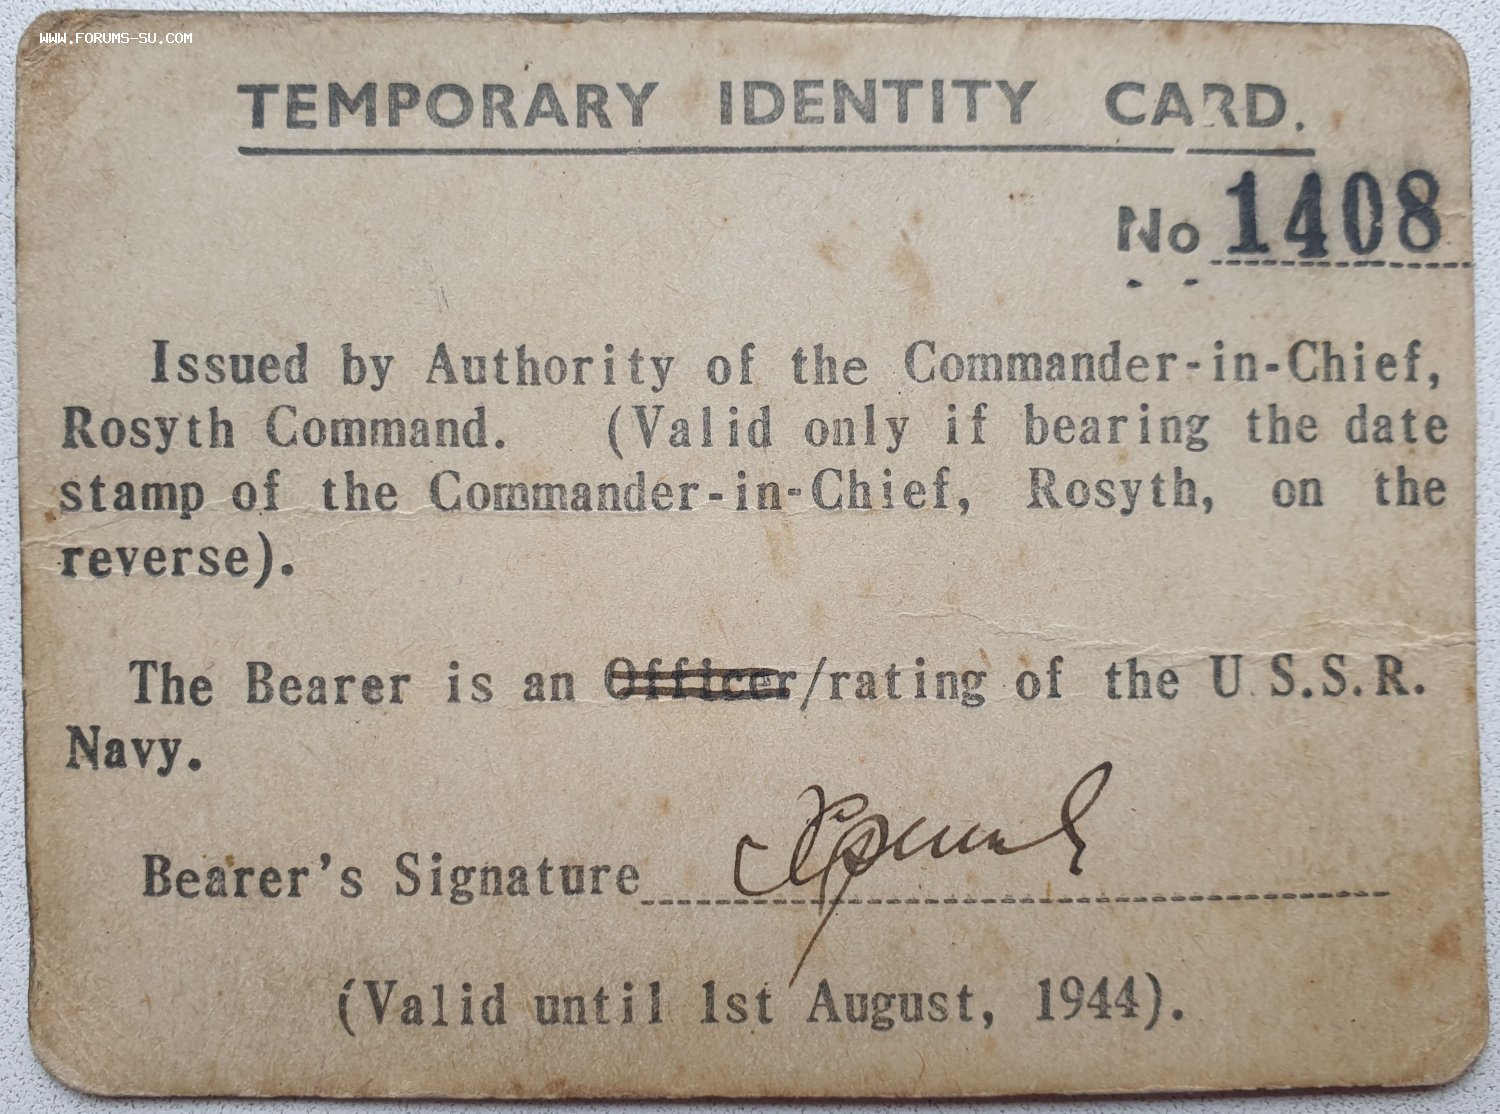 WWW.FORUMS-SU.COM
TEMPORARY IDENTITY CARD.
No 1408
Issued by Authority of the Commander-in-Chief,
Rosyth Command. (Valid only if bearing the date
stamp of the Commander-in-Chief, Rosyth, on the
reverse).
The Bearer is an Officer/rating of the U.S.S.R.
Navy.
Bearer's Signature
(Valid until 1st August, 1944).